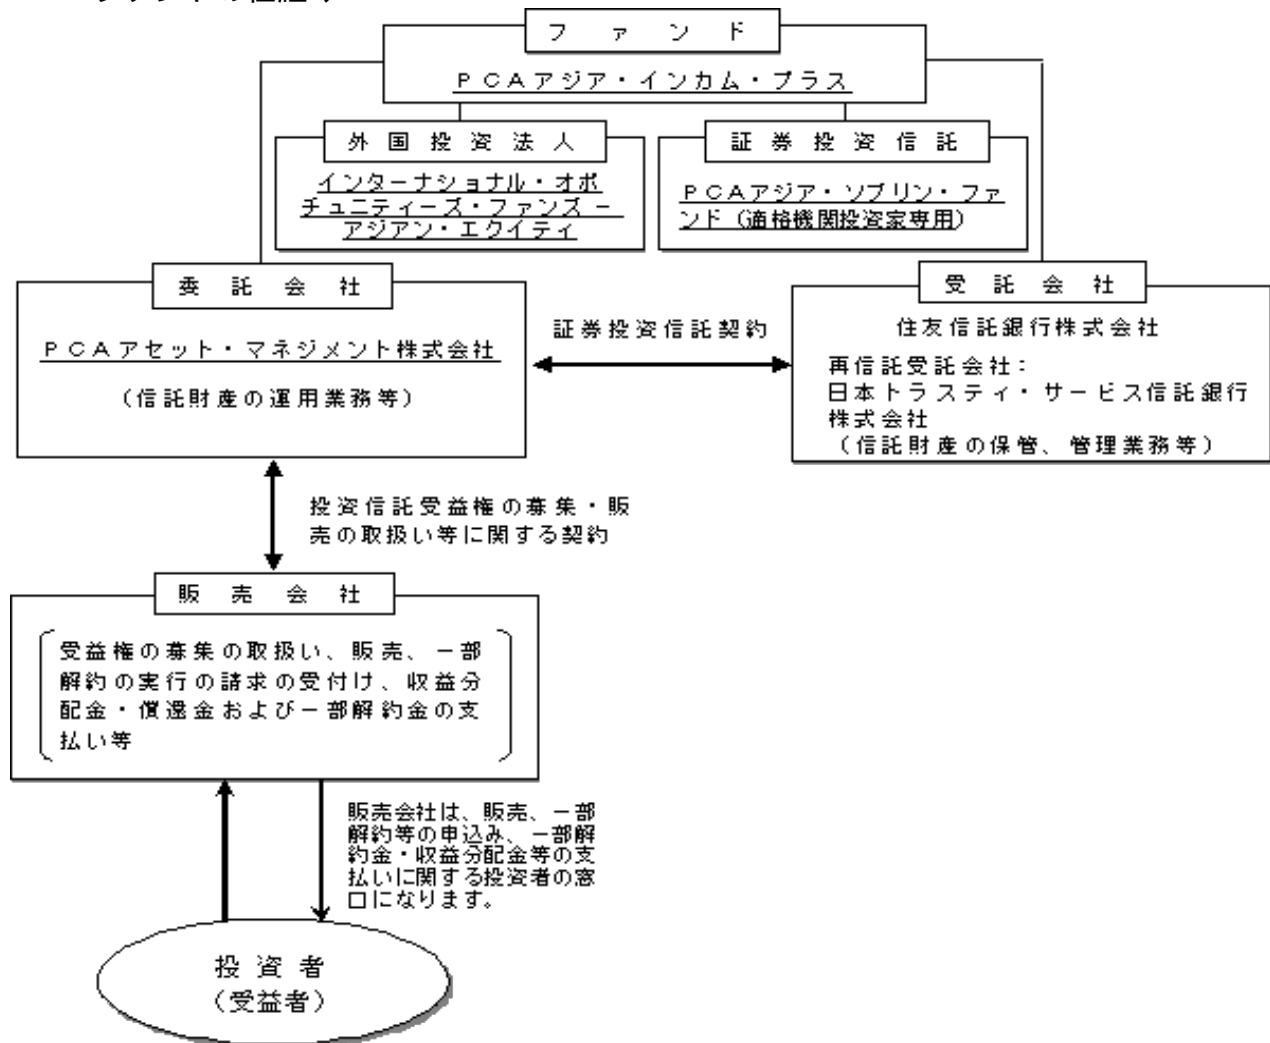 ファンド
ＰＣＡアジア・インカム・プラス
外国投資法人
インターナショナル・オポ
チュニティーズ・ファンズ－
アジアン・エクイティ
証券投資信託
ＰＣＡアジア・ソブリン・ファ
ンド（適格機関投資家専用）
委託会社
ＰＣＡアセット・マネジメント株式会社
（信託財産の運用業務等）
証券投資信託契約
受託会社
住友信託銀行株式会社
再信託受託会社：
日本トラスティ・サービス信託銀行
株式会社
（信託財産の保管、管理業務等）
投資信託受益権の募集・販
売の取扱い等に関する契約
販売会社
受益権の募集の取扱い、販売、一部
解約の実行の請求の受付け、収益分
配金・償還金および一部解約金の支
払い等
販売会社は、販売、一部
解約等の申込み、一部解
約金・収益分配金等の支
払いに関する投資者の窓
口になります。
投資者
（受益者）